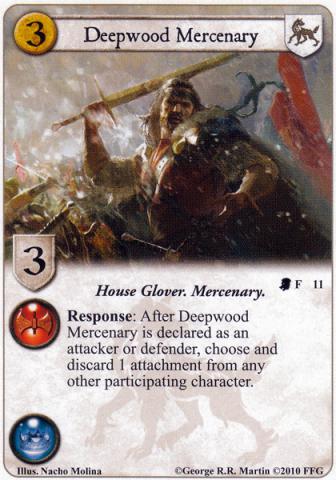 3
Deepwood Mercenary
3
House Glover. Mercenary.
F 11
Response: After Deepwood
Mercenary is declared as an
attacker or defender, choose and
discard 1 attachment from any
other participating character.
Illus. Nacho Molina
©George R.R. Martin ©2010 FFG